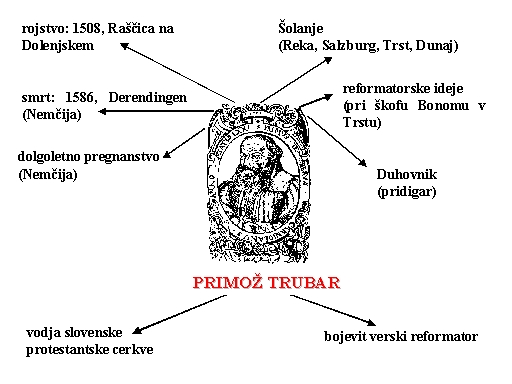 rojstvo: 1508, Raščica na
Dolenjskem
Šolanje
(Reka, Salzburg, Trst, Dunaj)
smrt: 1586, Derendingen
(Nemčija)
reformatorske ideje
(pri škofu Bonomu v
Trstu)
dolgoletno pregnanstvo
(Nemčija)
Duhovnik
(pridigar)
PRIMOŽ TRUBAR
vodja slovenske
protestantske cerkve
bojevit verski reformator